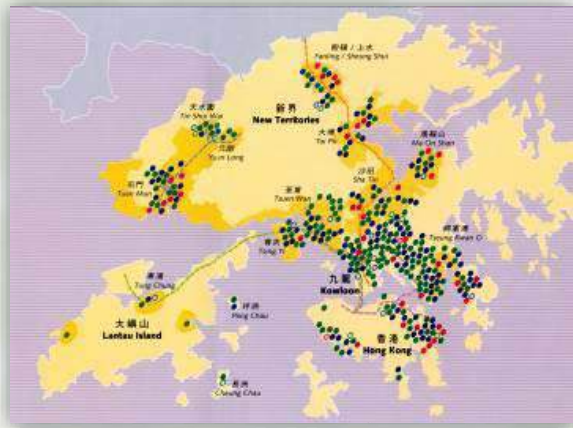 粉嶺 / 上水
Fanling / Sheung Shui
天水圍
Tin Shui Wai
新界
New Territories
元朗
Yuen Long
大埔
Tai Po
馬鞍山
Ma On Shan
沙田
Sha Tin
屯門
Tuen Mun
荃灣
Tsuen Wan
青衣
Tsing Yi
將軍澳
Tseung Kwan O
東涌
Tung Chung
九龍
Kowloon
坪洲
Peng Chau
大嶼山
Lantau Island
香港
Hong Kong
長洲
Cheung Chau